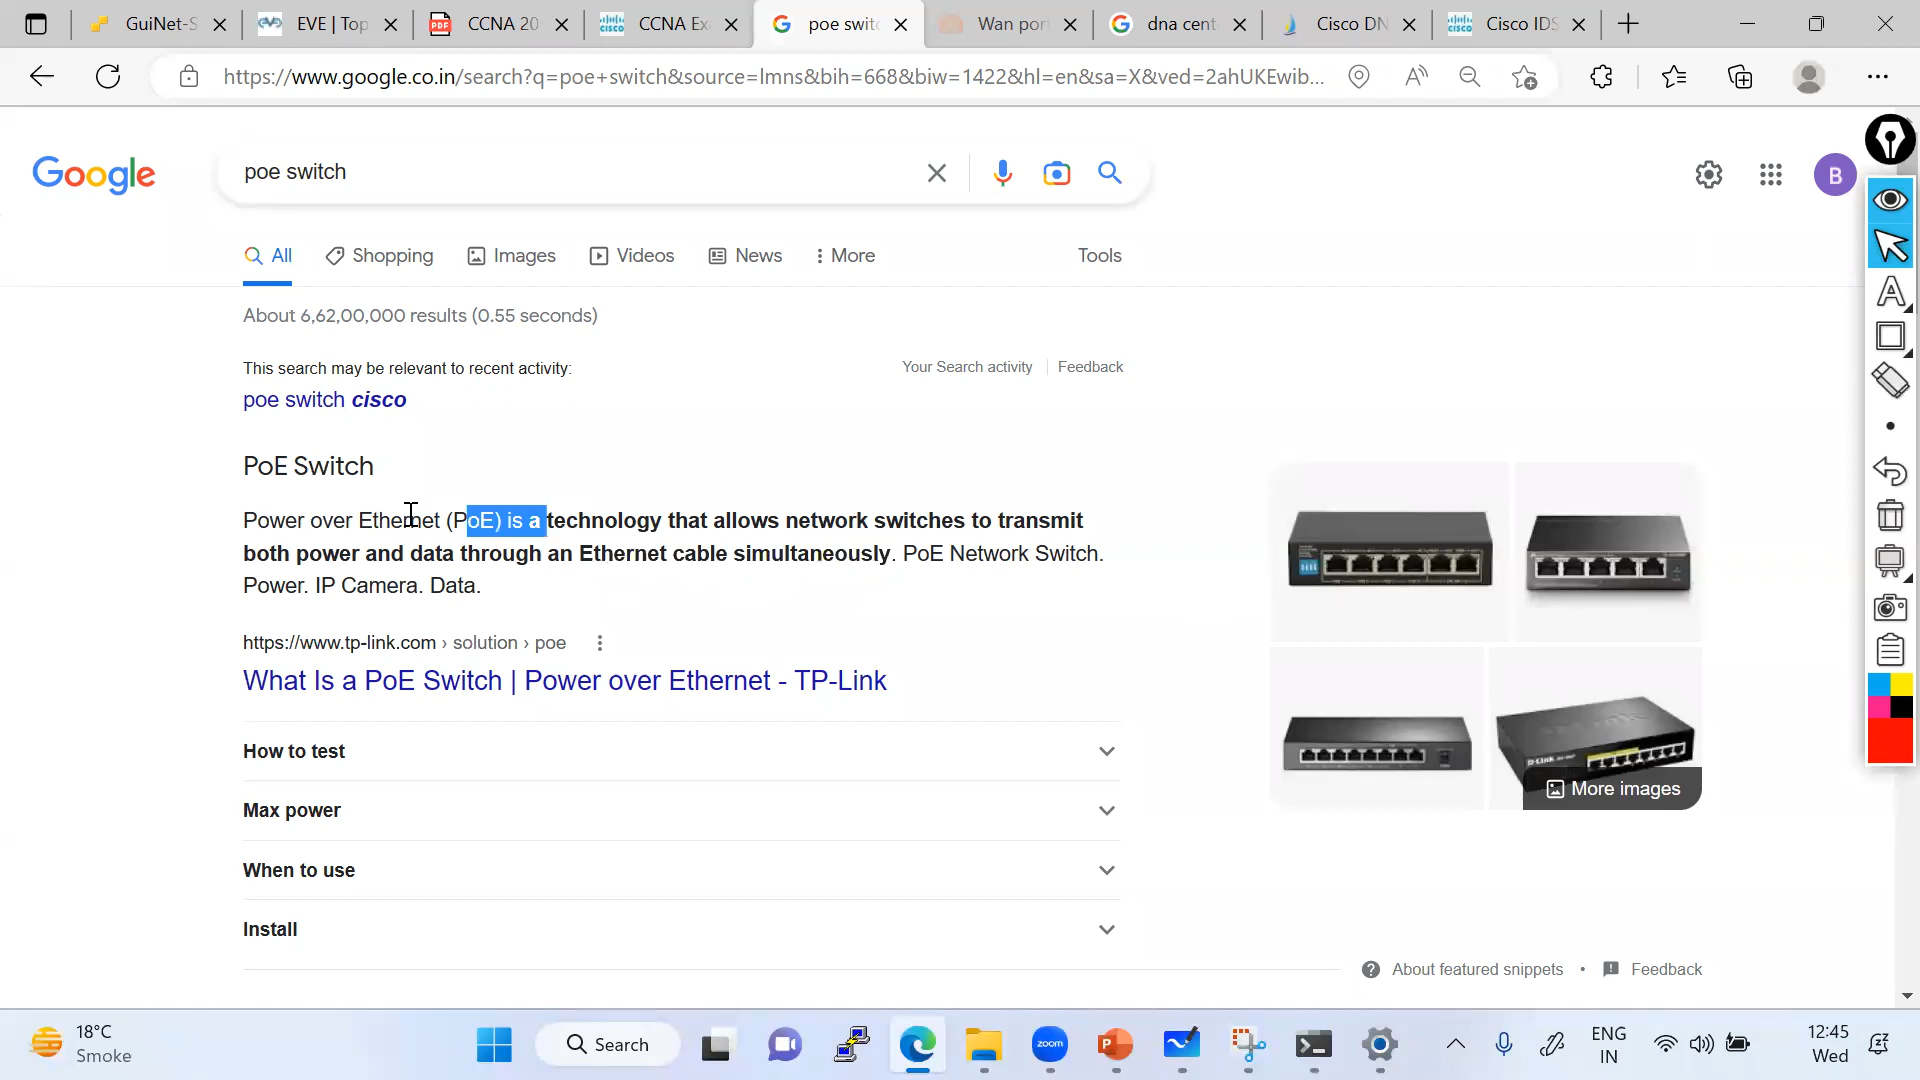 GuiNet-S
EVE | Top
CCNA 20
CCNA Ex
poe switc
Wan port
dna cent
Cisco DN
Cisco IDS
https://www.google.co.in/search?q=poe+switch&source=lmns&bih=668&biw=1422&hl=en&sa=X&ved=2ahUKEwib...
Google
poe switch
B
All
Shopping
Images
Videos
News
More
Tools
About 6,62,00,000 results (0.55 seconds)
This search may be relevant to recent activity:
Your Search activity
Feedback
poe switch cisco
PoE Switch
Power over Ethernet (PoE) is a technology that allows network switches to transmit
both power and data through an Ethernet cable simultaneously. PoE Network Switch.
Power. IP Camera. Data.
https://www.tp-link.com › solution › poe
What Is a PoE Switch | Power over Ethernet - TP-Link
How to test
Max power
When to use
Install
D-Link
More images
About featured snippets
•
Feedback
18°C
Smoke
Search
zoom
ENG
IN
12:45
Wed